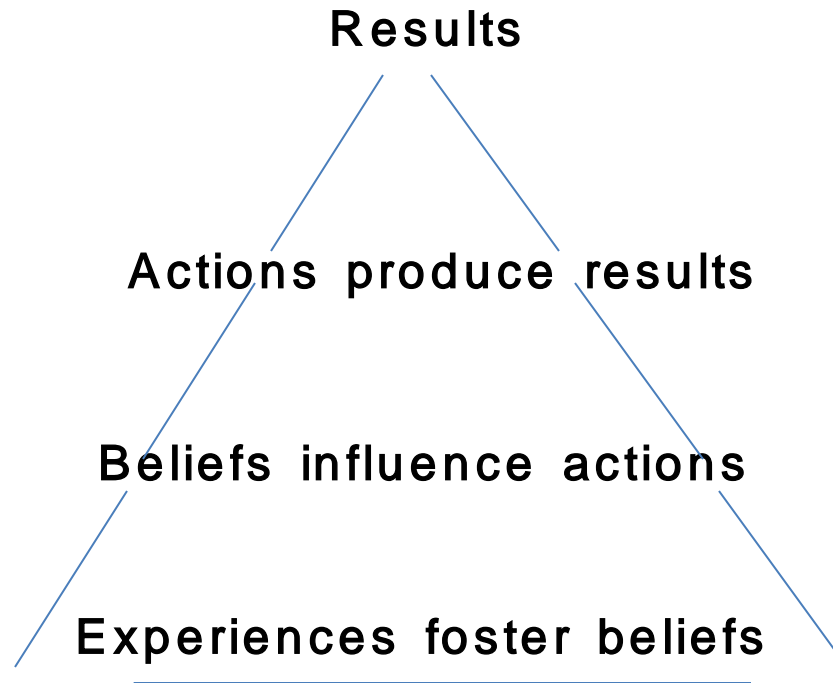 Results
Actions produce results
Beliefs influence actions
Experiences foster beliefs